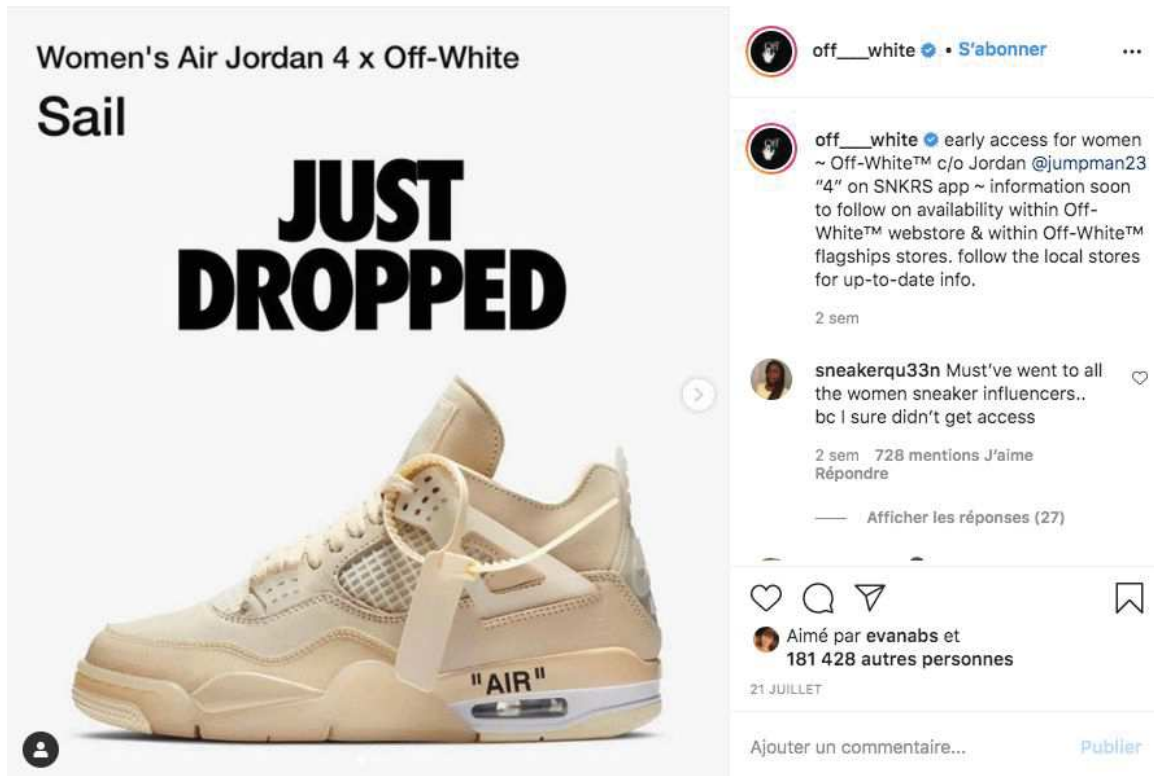 Women's Air Jordan 4 x Off-White
Sail
JUST
DROPPED
"AIR"
off___white • S'abonner
off___white early access for women
~ Off-White™ c/o Jordan @jumpman23
"4" on SNKRS app ~ information soon
to follow on availability within Off-
White™ webstore & within Off-White™
flagships stores. follow the local stores
for up-to-date info.
2 sem
sneakerqu33n Must've went to all
the women sneaker influencers..
bc I sure didn't get access
2 sem 728 mentions J'aime
Répondre
Afficher les réponses (27)
Aimé par evanabs et
181 428 autres personnes
21 JUILLET
Ajouter un commentaire... Publier